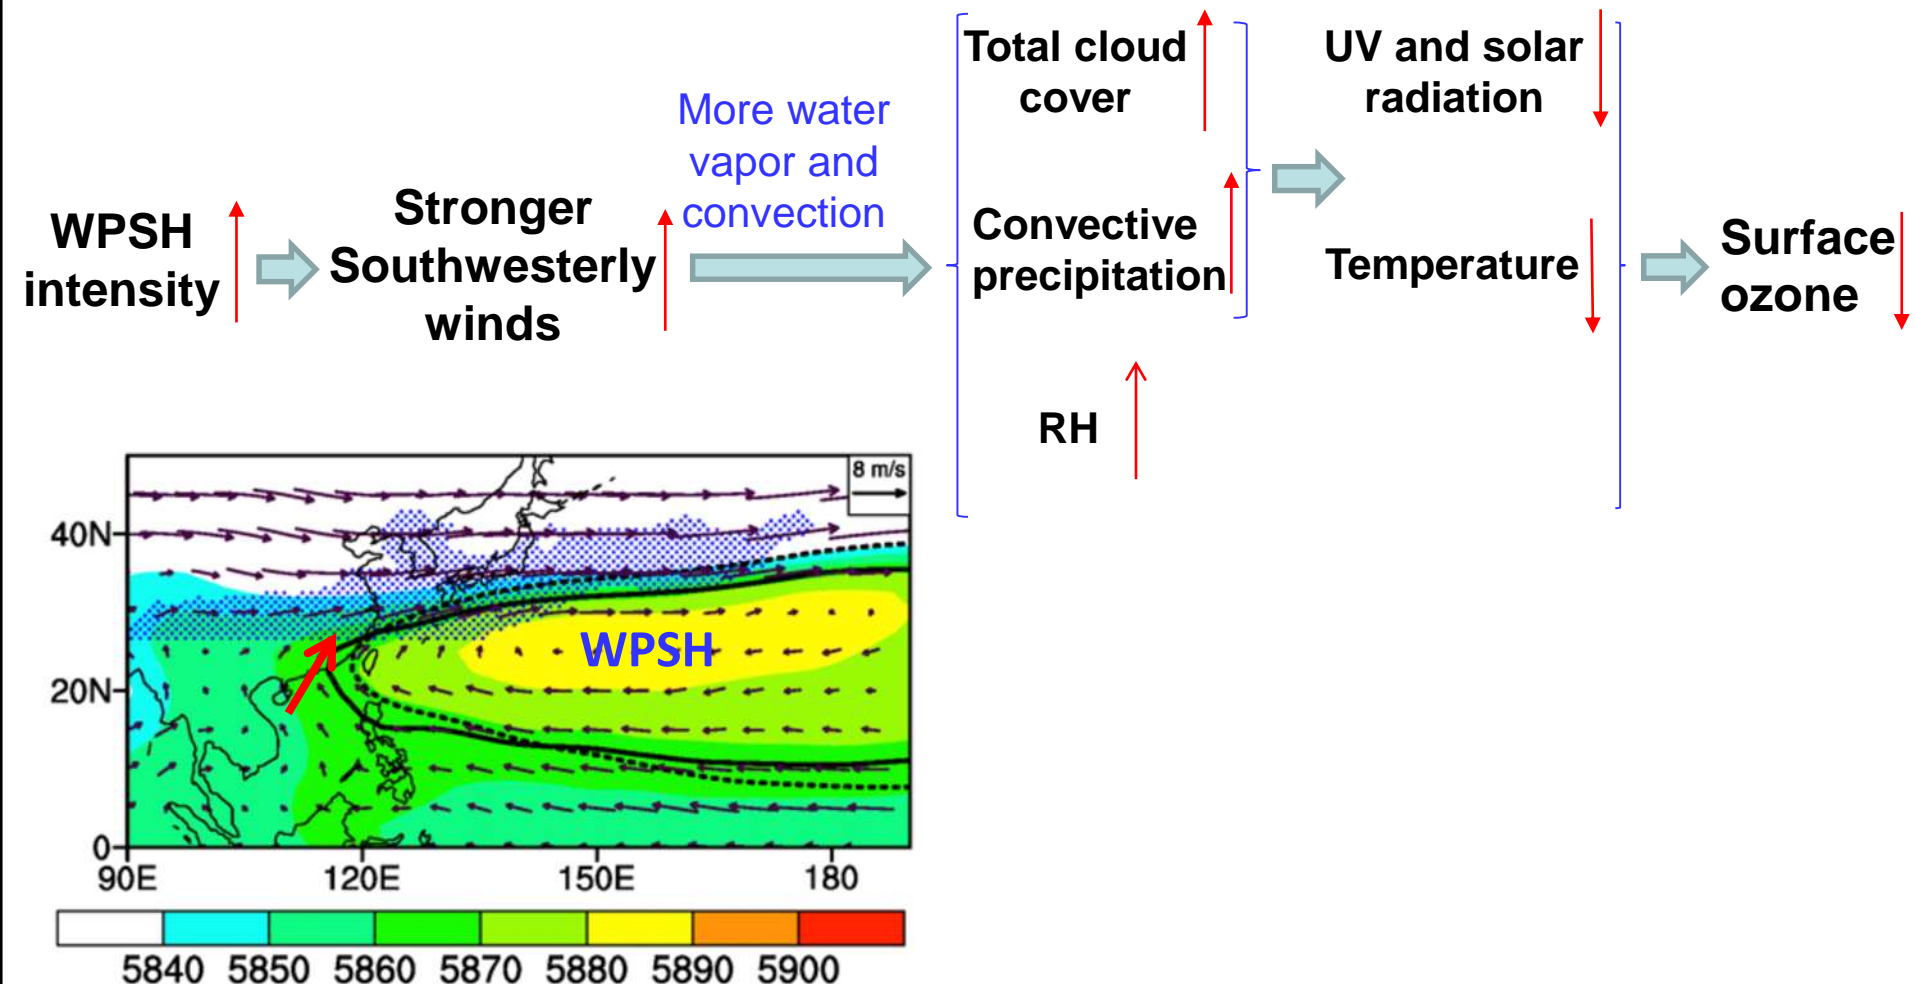 WPSH
intensity
Stronger
Southwesterly
winds
More water
vapor and
convection
Total cloud
cover
Convective
precipitation
RH
UV and solar
radiation
Temperature
Surface
ozone
8 m/s
40N
20N
0
WPSH
90E 120E 150E 180
5840 5850 5860 5870 5880 5890 5900